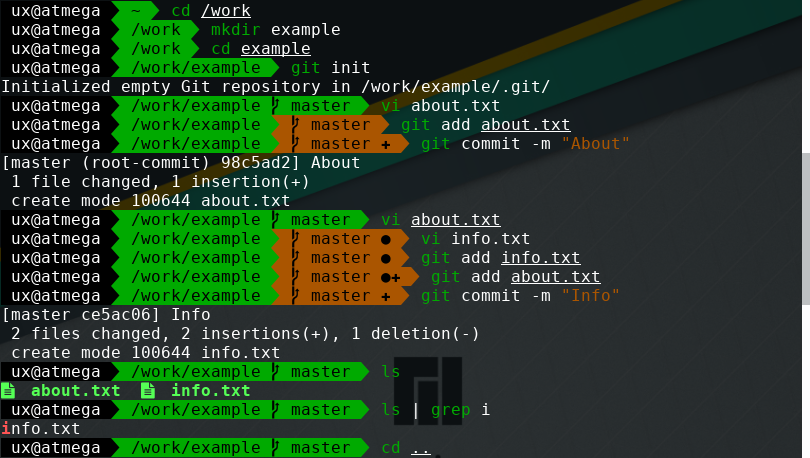 ux@atmega ~ cd /work
ux@atmega /work mkdir example
ux@atmega /work cd example
ux@atmega /work/example git init
Initialized empty Git repository in /work/example/.git/
ux@atmega /work/example master vi about.txt
ux@atmega /work/example master git add about.txt
ux@atmega /work/example master + git commit -m "About"
[master (root-commit) 98c5ad2] About
1 file changed, 1 insertion(+)
create mode 100644 about.txt
ux@atmega /work/example master vi about.txt
ux@atmega /work/example master ● vi info.txt
ux@atmega /work/example master ● git add info.txt
ux@atmega /work/example master ●+ git add about.txt
ux@atmega /work/example master + git commit -m "Info"
[master ce5ac06] Info
2 files changed, 2 insertions(+), 1 deletion(-)
create mode 100644 info.txt
ux@atmega /work/example master ls
about.txt info.txt
ux@atmega /work/example master ls | grep i
info.txt
ux@atmega /work/example master cd ..